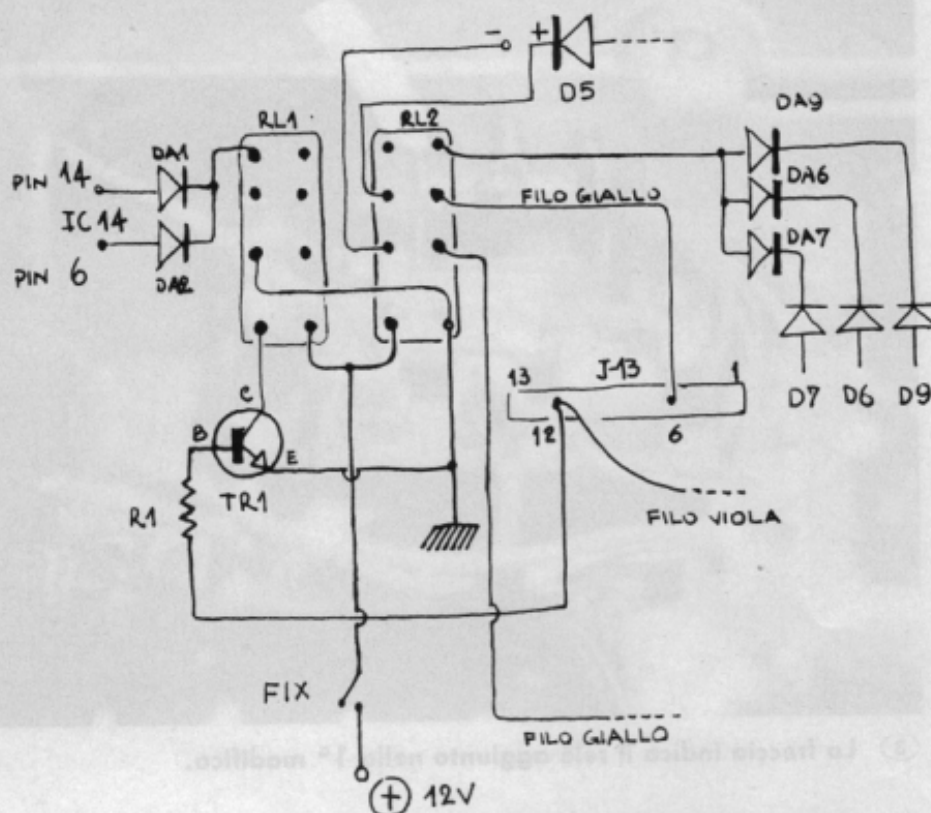 - +
D5
DA9
RL1 RL2
DA1
PIN 14
DA6
FILO GIALLO
IC 14
DA7
PIN 6
DA2
13 J-13 1
D7 D6 D9
C
12 6
B
E
TR1
R1
FILO VIOLA
FIX
FILO GIALLO
+ 12V
a) La freccia indica il relè aggiunto nella 1ª modifica.